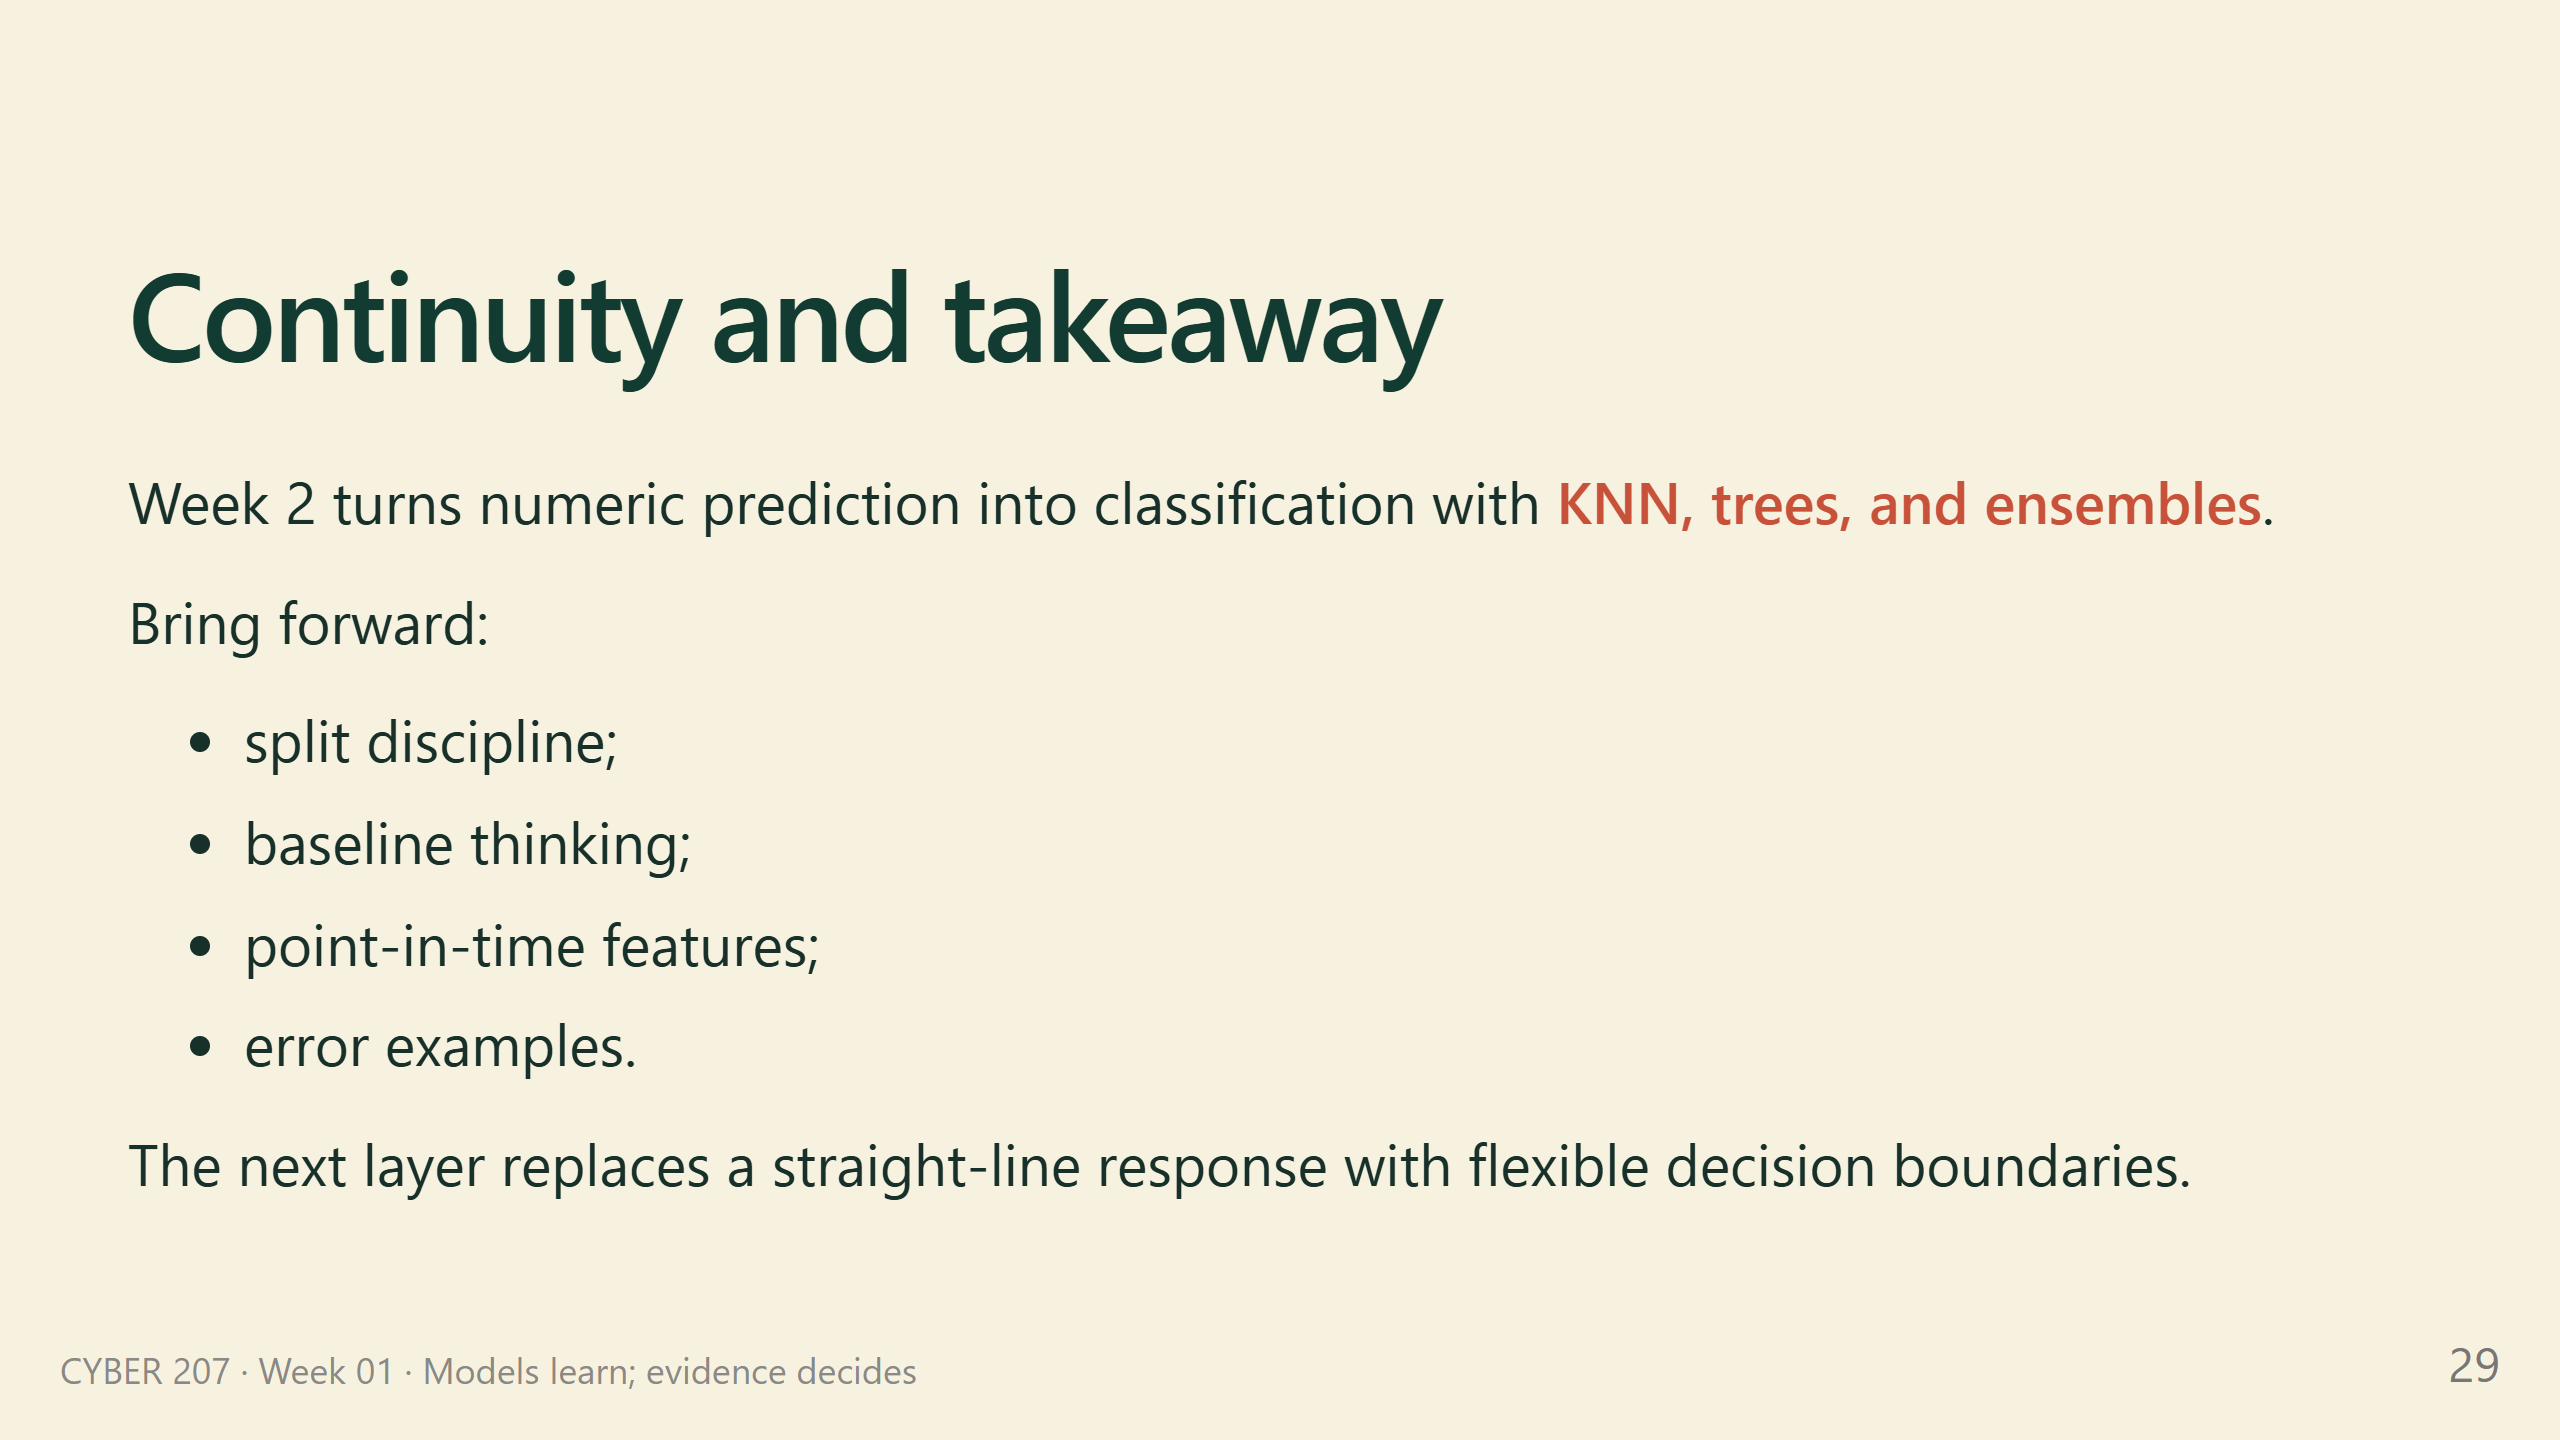 Continuity and takeaway
Week 2 turns numeric prediction into classification with KNN, trees, and ensembles.
Bring forward:
• split discipline;
• baseline thinking;
• point-in-time features;
• error examples.
The next layer replaces a straight-line response with flexible decision boundaries.
CYBER 207 · Week 01 · Models learn; evidence decides
29